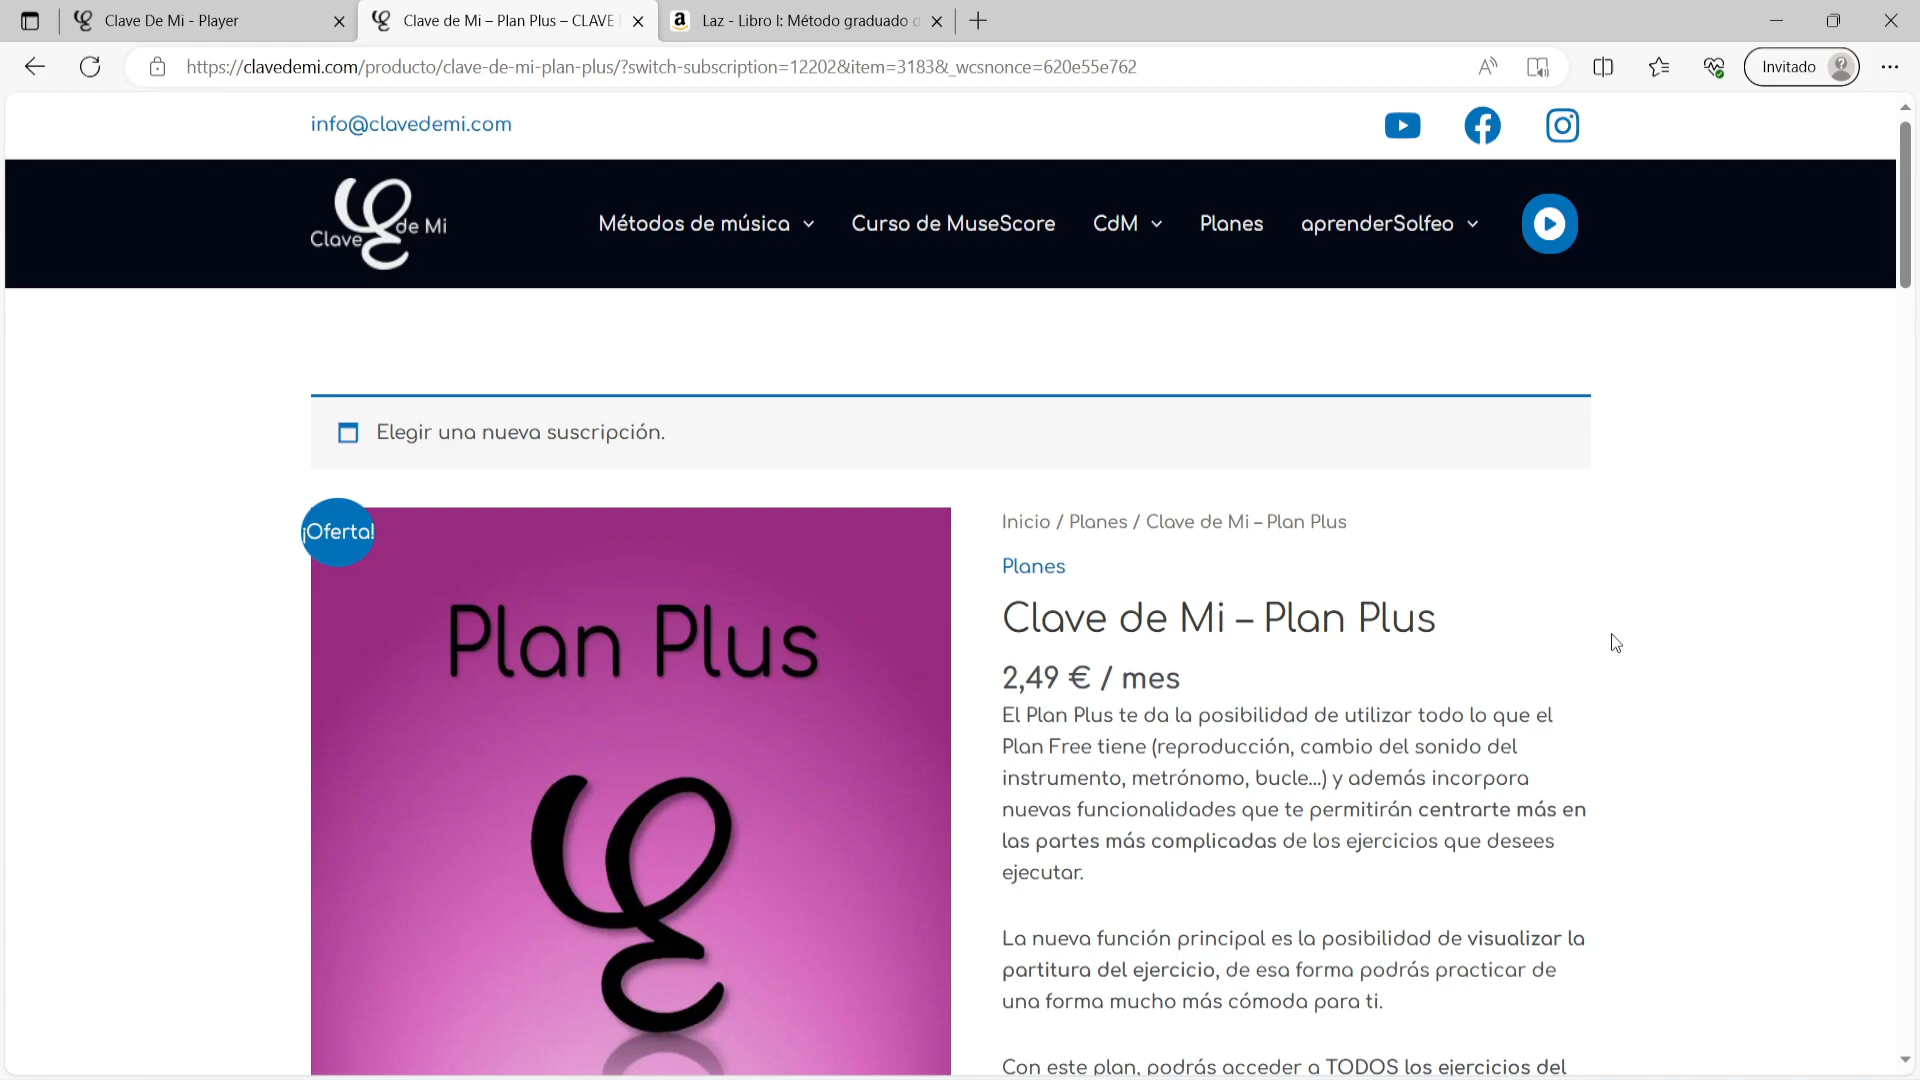 Clave De Mi - Player
Clave de Mi – Plan Plus – CLAVE
Laz - Libro I: Método graduado d
https://clavedemi.com/producto/clave-de-mi-plan-plus/?switch-subscription=12202&item=3183&_wcsnonce=620e55e762
Invitado
info@clavedemi.com
Clave de Mi
Métodos de música
Curso de MuseScore
CdM
Planes
aprenderSolfeo
Elegir una nueva suscripción.
¡Oferta!
Plan Plus
Inicio / Planes / Clave de Mi – Plan Plus
Planes
Clave de Mi – Plan Plus
2,49 € / mes
El Plan Plus te da la posibilidad de utilizar todo lo que el
Plan Free tiene (reproducción, cambio del sonido del
instrumento, metrónomo, bucle...) y además incorpora
nuevas funcionalidades que te permitirán centrarte más en
las partes más complicadas de los ejercicios que desees
ejecutar.
La nueva función principal es la posibilidad de visualizar la
partitura del ejercicio, de esa forma podrás practicar de
una forma mucho más cómoda para ti.
Con este plan, podrás acceder a TODOS los ejercicios del